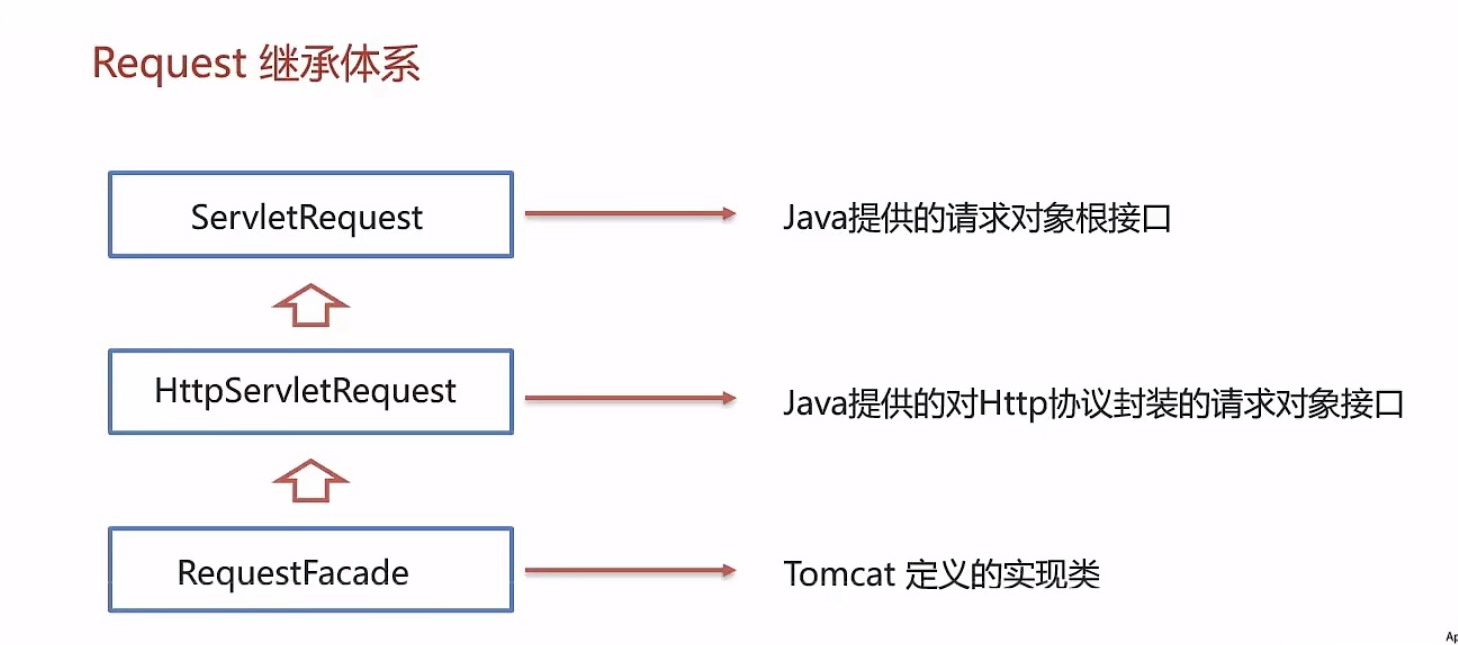 Request 继承体系
ServletRequest
Java提供的请求对象根接口
HttpServletRequest
Java提供的对Http协议封装的请求对象接口
RequestFacade
Tomcat 定义的实现类